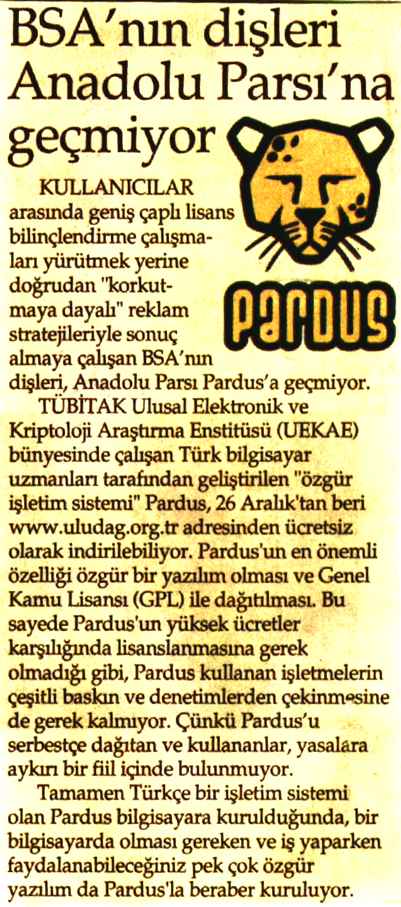 BSA'nın dişleri
Anadolu Parsı'na
geçmiyor
KULLANICILAR
arasında geniş çaplı lisans
bilinçlendirme çalışma-
ları yürütmek yerine
doğrudan "korkut-
maya dayalı" reklam
stratejileriyle sonuç
almaya çalışan BSA'nın
dişleri, Anadolu Parsı Pardus'a geçmiyor.
PARDUS
TÜBİTAK Ulusal Elektronik ve
Kriptoloji Araştırma Enstitüsü (UEKAE)
bünyesinde çalışan Türk bilgisayar
uzmanları tarafından geliştirilen "özgür
işletim sistemi" Pardus, 26 Aralık'tan beri
www.uludag.org.tr adresinden ücretsiz
olarak indirilebiliyor. Pardus'un en önemli
özelliği özgür bir yazılım olması ve Genel
Kamu Lisansı (GPL) ile dağıtılması. Bu
sayede Pardus'un yüksek ücretler
karşılığında lisanslanmasına gerek
olmadığı gibi, Pardus kullanan işletmelerin
çeşitli baskın ve denetimlerden çekinmesine
de gerek kalmıyor. Çünkü Pardus'u
serbestçe dağıtan ve kullananlar, yasalara
aykırı bir fiil içinde bulunmuyor.
Tamamen Türkçe bir işletim sistemi
olan Pardus bilgisayara kurulduğunda, bir
bilgisayarda olması gereken ve iş yaparken
faydalanabileceğiniz pek çok özgür
yazılım da Pardus'la beraber kuruluyor.